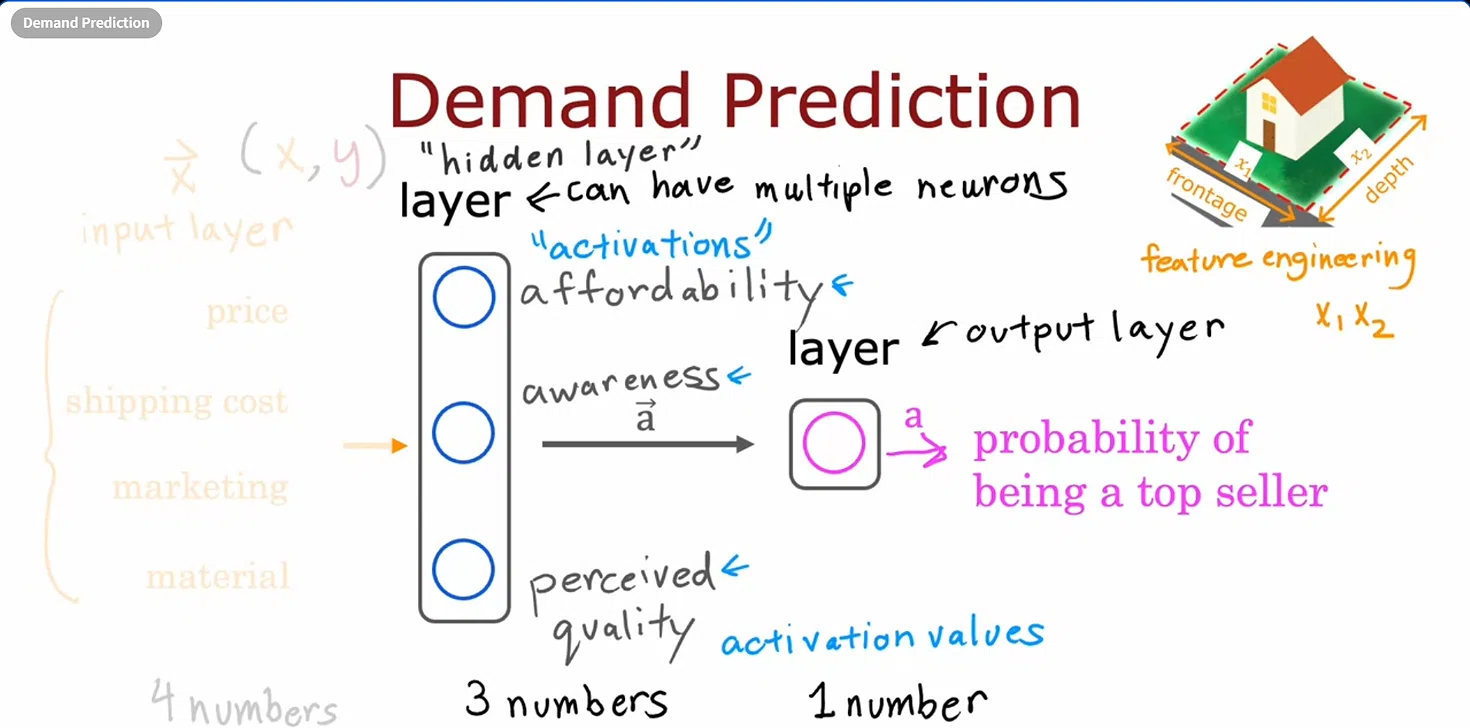 Demand Prediction
Demand Prediction
x⃗ (x, y)
"hidden layer"
layer ← can have multiple neurons
input layer
"activations"
price
shipping cost
marketing
material
affordability ←
awareness ←
a⃗
perceived ←
quality
activation values
layer ↙ output layer
a
probability of
being a top seller
x₁
x₂
frontage
depth
feature engineering
x₁ x₂
4 numbers
3 numbers
1 number